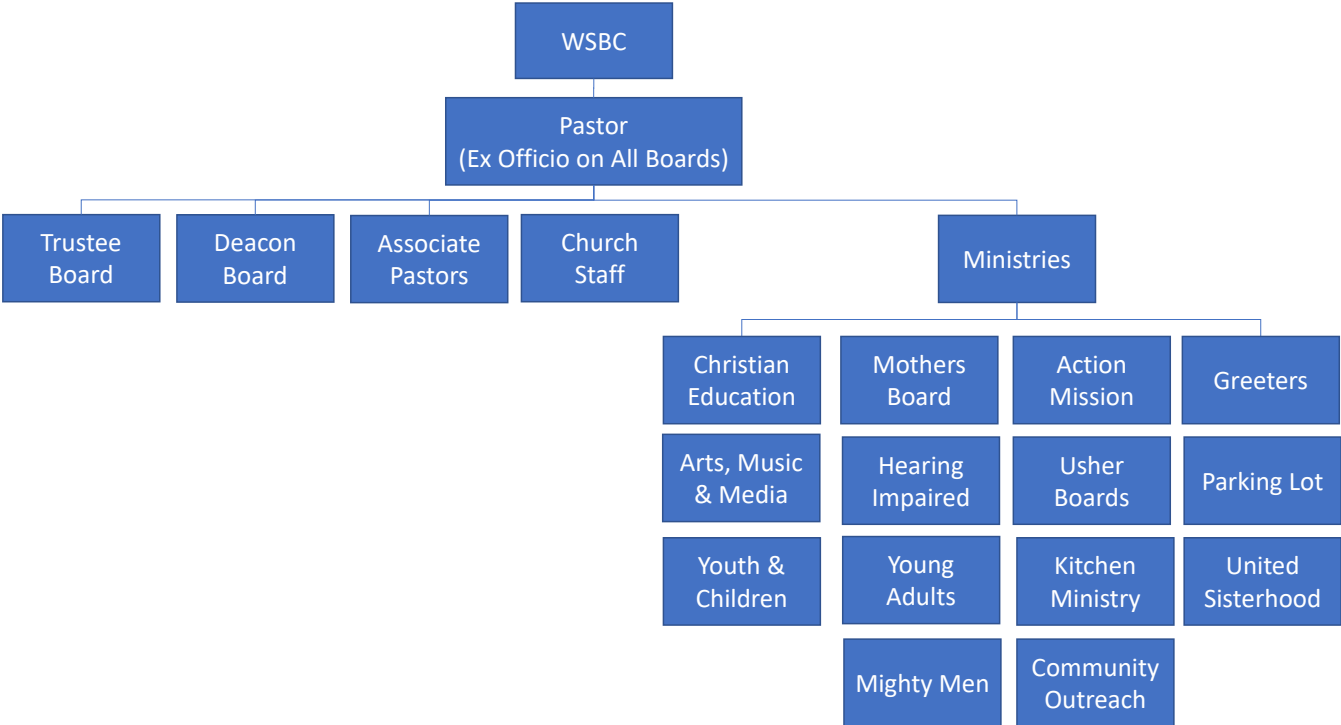 WSBC
Pastor
(Ex Officio on All Boards)
Trustee
Board
Deacon
Board
Associate
Pastors
Church
Staff
Ministries
Christian
Education
Mothers
Board
Action
Mission
Greeters
Arts, Music
& Media
Hearing
Impaired
Usher
Boards
Parking Lot
Youth &
Children
Young
Adults
Kitchen
Ministry
United
Sisterhood
Mighty Men
Community
Outreach